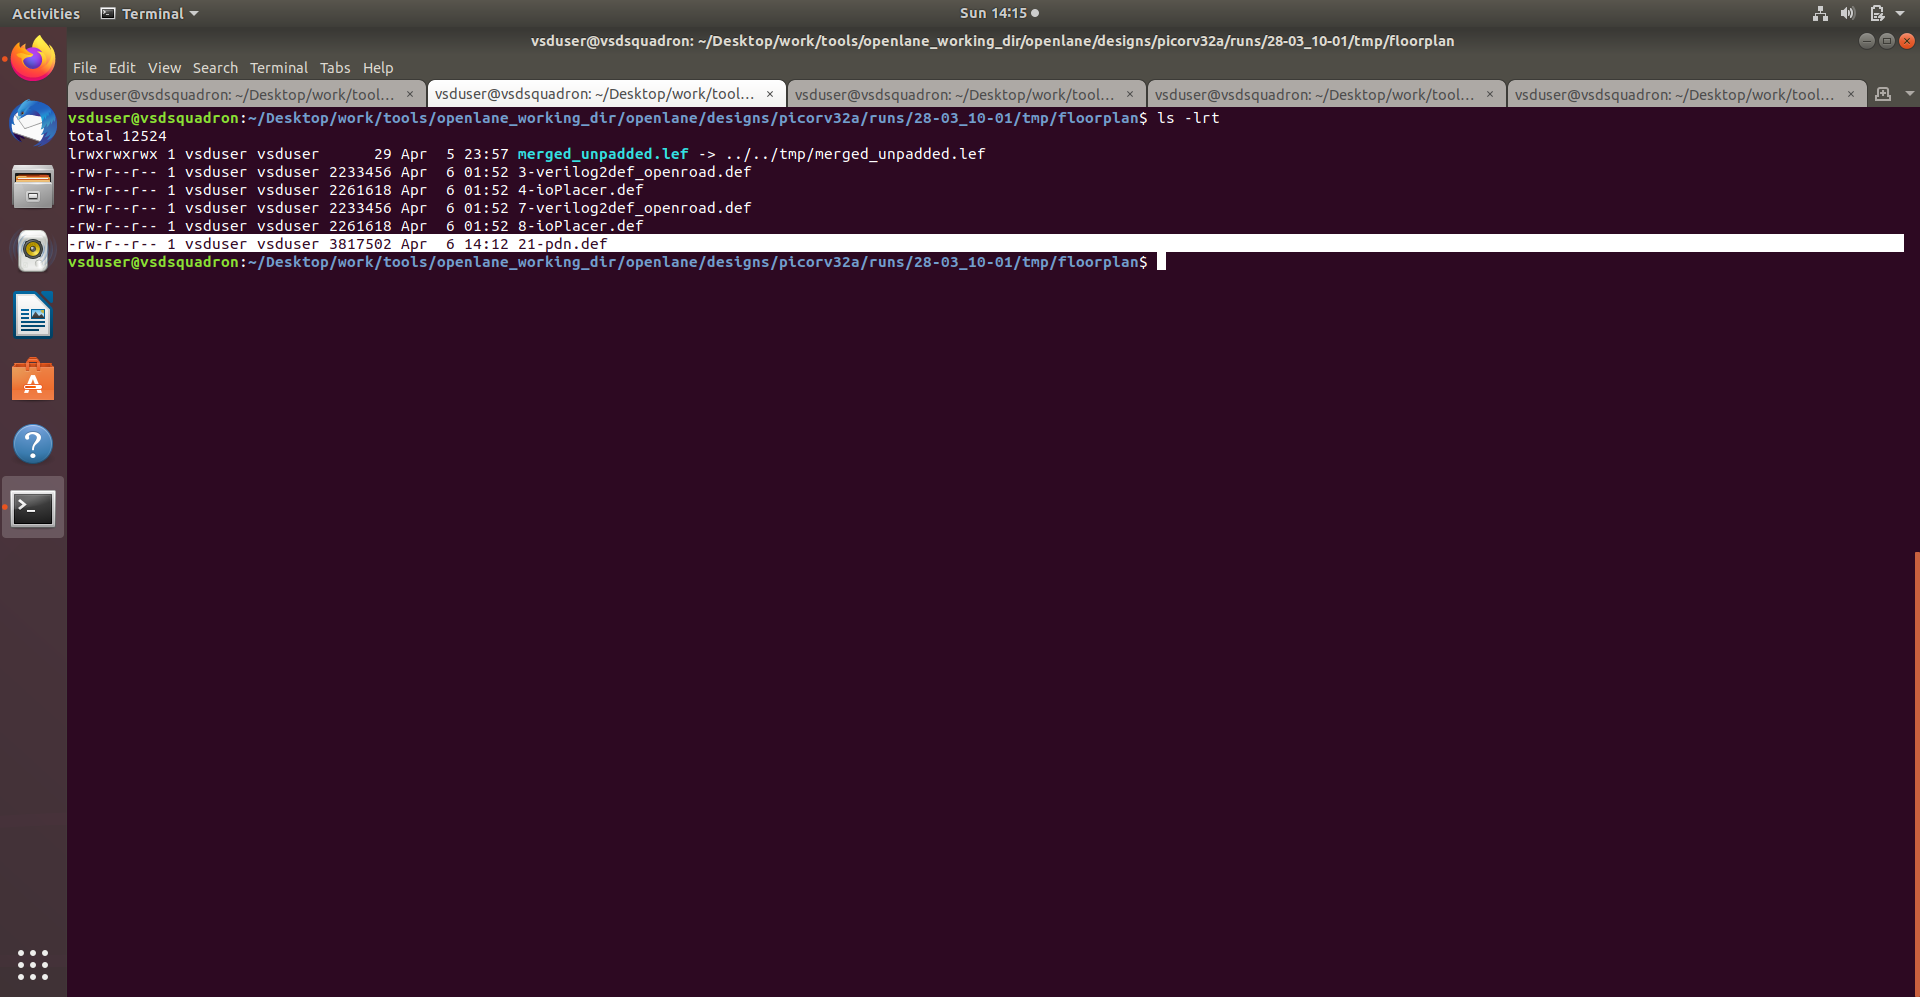 Activities Terminal Sun 14:15
vsduser@vsdsquadron: ~/Desktop/work/tools/openlane_working_dir/openlane/designs/picorv32a/runs/28-03_10-01/tmp/floorplan
File Edit View Search Terminal Tabs Help
vsduser@vsdsquadron: ~/Desktop/work/tool... × vsduser@vsdsquadron: ~/Desktop/work/tool... × vsduser@vsdsquadron: ~/Desktop/work/tool... × vsduser@vsdsquadron: ~/Desktop/work/tool... × vsduser@vsdsquadron: ~/Desktop/work/tool... ×
vsduser@vsdsquadron:~/Desktop/work/tools/openlane_working_dir/openlane/designs/picorv32a/runs/28-03_10-01/tmp/floorplan$ ls -lrt
total 12524
lrwxrwxrwx 1 vsduser vsduser      29 Apr  5 23:57 merged_unpadded.lef -> ../../tmp/merged_unpadded.lef
-rw-r--r-- 1 vsduser vsduser 2233456 Apr  6 01:52 3-verilog2def_openroad.def
-rw-r--r-- 1 vsduser vsduser 2261618 Apr  6 01:52 4-ioPlacer.def
-rw-r--r-- 1 vsduser vsduser 2233456 Apr  6 01:52 7-verilog2def_openroad.def
-rw-r--r-- 1 vsduser vsduser 2261618 Apr  6 01:52 8-ioPlacer.def
-rw-r--r-- 1 vsduser vsduser 3817502 Apr  6 14:12 21-pdn.def
vsduser@vsdsquadron:~/Desktop/work/tools/openlane_working_dir/openlane/designs/picorv32a/runs/28-03_10-01/tmp/floorplan$